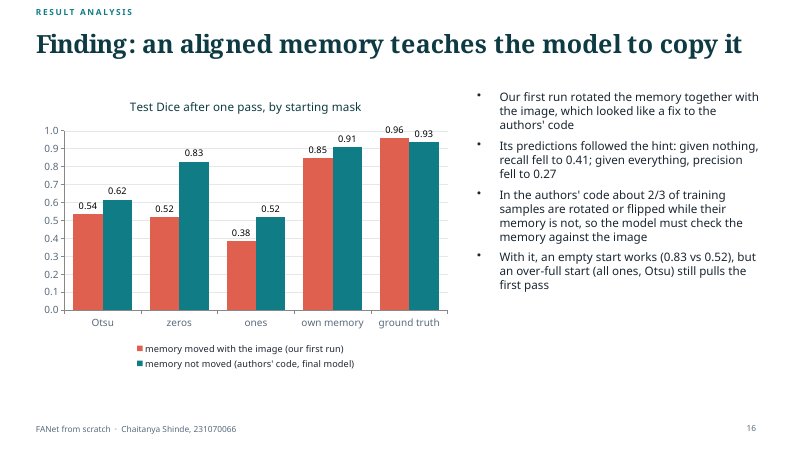 RESULT ANALYSIS
Finding: an aligned memory teaches the model to copy it
Test Dice after one pass, by starting mask
1.0
0.9
0.8
0.7
0.6
0.5
0.4
0.3
0.2
0.1
0.0
0.54
0.62
0.52
0.83
0.38
0.52
0.85
0.91
0.96
0.93
Otsu
zeros
ones
own memory
ground truth
memory moved with the image (our first run)
memory not moved (authors' code, final model)
• Our first run rotated the memory together with
the image, which looked like a fix to the
authors' code
• Its predictions followed the hint: given nothing,
recall fell to 0.41; given everything, precision
fell to 0.27
• In the authors' code about 2/3 of training
samples are rotated or flipped while their
memory is not, so the model must check the
memory against the image
• With it, an empty start works (0.83 vs 0.52), but
an over-full start (all ones, Otsu) still pulls the
first pass
FANet from scratch · Chaitanya Shinde, 231070066
16